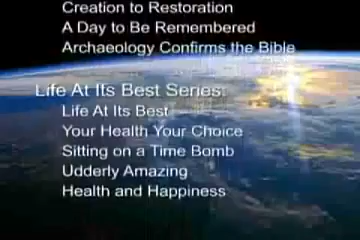 Creation to Restoration
A Day to Be Remembered
Archaeology Confirms the Bible
Life At Its Best Series:
Life At Its Best
Your Health Your Choice
Sitting on a Time Bomb
Udderly Amazing
Health and Happiness